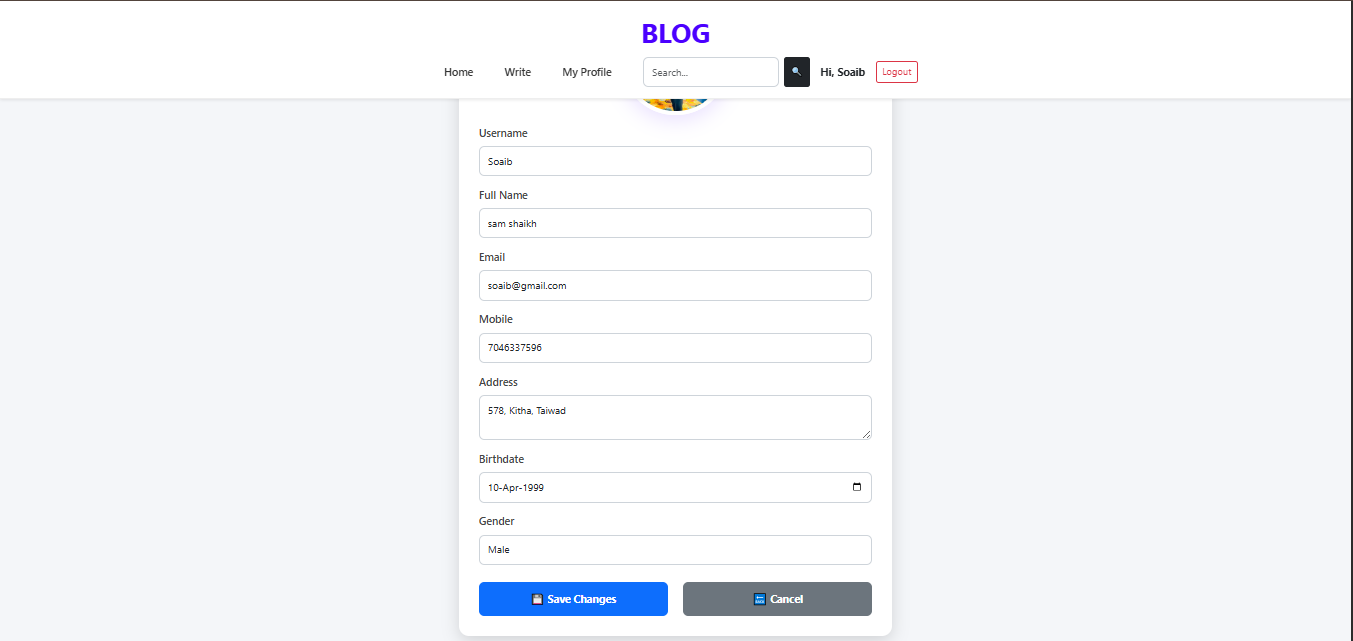 BLOG
Home Write My Profile Search... Hi, Soaib Logout
Username
Soaib
Full Name
sam shaikh
Email
soaib@gmail.com
Mobile
7046337596
Address
578, Kitha, Taiwad
Birthdate
10-Apr-1999
Gender
Male
Save Changes Cancel